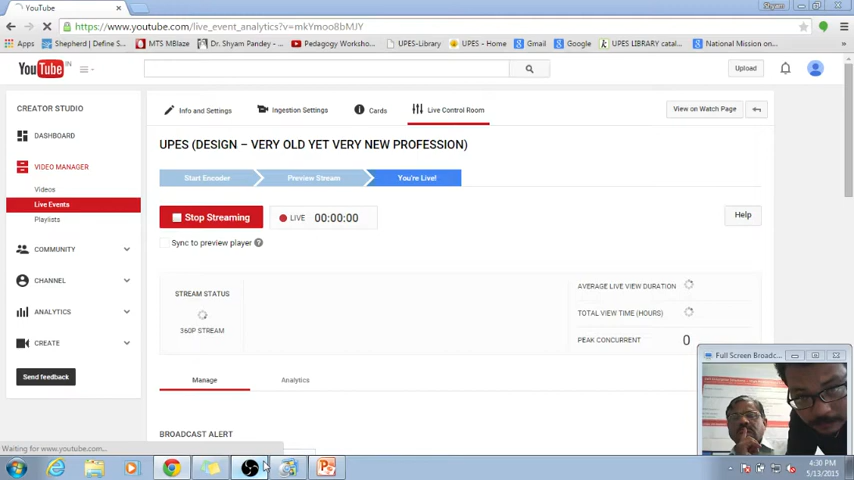 YouTube
Shyam
https://www.youtube.com/live_event_analytics?v=mkYmoo8bMJY
Apps Shepherd | Define S... MTS MBlaze Dr. Shyam Pandey -... Pedagogy Worksho... UPES-Library UPES - Home Gmail Google UPES LIBRARY catal... National Mission on...
YouTube IN Upload
CREATOR STUDIO
Info and Settings Ingestion Settings Cards Live Control Room View on Watch Page
DASHBOARD
UPES (DESIGN – VERY OLD YET VERY NEW PROFESSION)
VIDEO MANAGER
Start Encoder Preview Stream You're Live!
Videos
Live Events
Playlists
Stop Streaming LIVE 00:00:00 Help
Sync to preview player ?
COMMUNITY
CHANNEL
ANALYTICS
CREATE
Send feedback
STREAM STATUS
360P STREAM
AVERAGE LIVE VIEW DURATION
TOTAL VIEW TIME (HOURS)
PEAK CONCURRENT 0
Full Screen Broadc...
Manage Analytics
BROADCAST ALERT
Waiting for www.youtube.com...
4:30 PM
5/13/2015